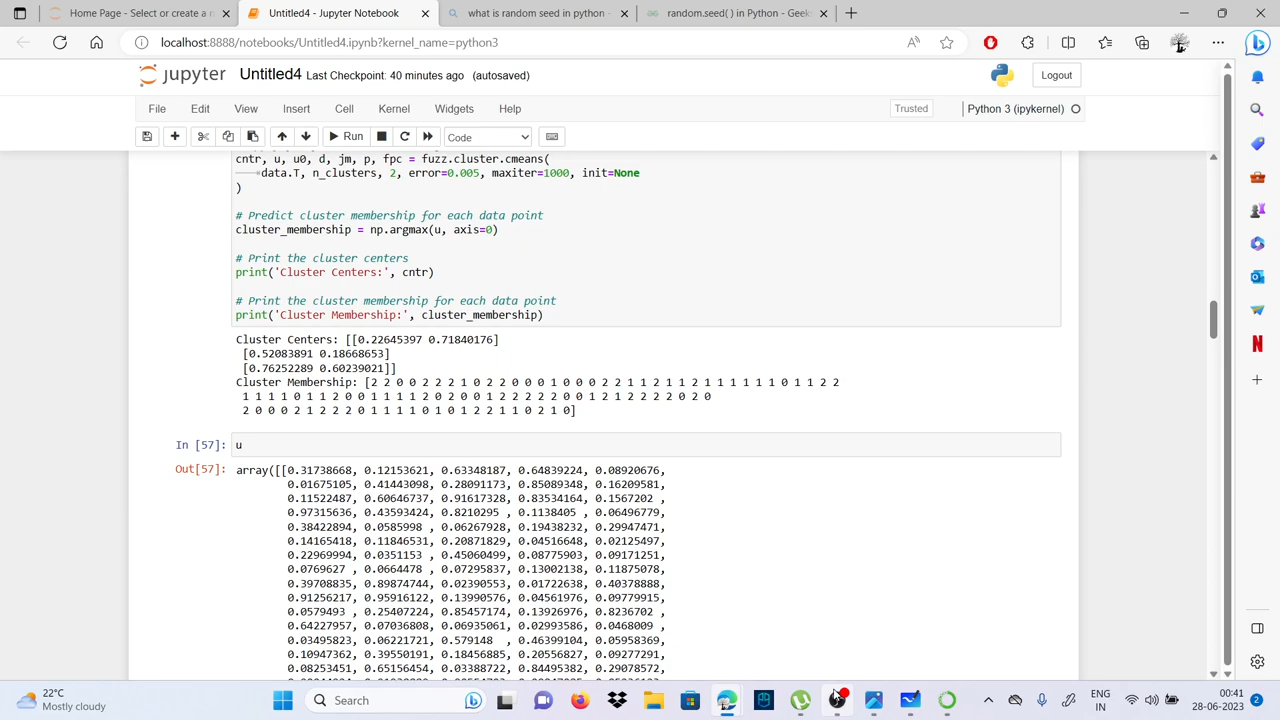 Home Page - Select or create a n
Untitled4 - Jupyter Notebook
what is random seed in python -
random.seed( ) in Python - Geeks
localhost:8888/notebooks/Untitled4.ipynb?kernel_name=python3
jupyter Untitled4 Last Checkpoint: 40 minutes ago (autosaved)
Logout
File Edit View Insert Cell Kernel Widgets Help
Trusted
Python 3 (ipykernel)
Run
Code
cntr, u, u0, d, jm, p, fpc = fuzz.cluster.cmeans(
data.T, n_clusters, 2, error=0.005, maxiter=1000, init=None
)
# Predict cluster membership for each data point
cluster_membership = np.argmax(u, axis=0)
# Print the cluster centers
print('Cluster Centers:', cntr)
# Print the cluster membership for each data point
print('Cluster Membership:', cluster_membership)
Cluster Centers: [[0.22645397 0.71840176]
[0.52083891 0.18668653]
[0.76252289 0.60239021]]
Cluster Membership: [2 2 0 0 2 2 2 1 0 2 2 0 0 0 1 0 0 0 2 2 1 1 2 1 1 2 1 1 1 1 1 1 0 1 1 2 2
1 1 1 1 0 1 1 2 0 0 1 1 1 1 2 0 2 0 0 1 2 2 2 2 2 0 0 1 2 1 2 2 2 2 0 2 0
2 0 0 0 2 1 2 2 2 0 1 1 1 1 0 1 0 1 2 2 1 1 0 2 1 0]
In [57]: u
Out[57]: array([[0.31738668, 0.12153621, 0.63348187, 0.64839224, 0.08920676,
0.01675105, 0.41443098, 0.28091173, 0.85089348, 0.16209581,
0.11522487, 0.60646737, 0.91617328, 0.83534164, 0.1567202 ,
0.97315636, 0.43593424, 0.8210295 , 0.1138405 , 0.06496779,
0.38422894, 0.0585998 , 0.06267928, 0.19438232, 0.29947471,
0.14165418, 0.11846531, 0.20871829, 0.04516648, 0.02125497,
0.22969994, 0.0351153 , 0.45060499, 0.08775903, 0.09171251,
0.0769627 , 0.0664478 , 0.07295837, 0.13002138, 0.11875078,
0.39708835, 0.89874744, 0.02390553, 0.01722638, 0.40378888,
0.91256217, 0.95916122, 0.13990576, 0.04561976, 0.09779915,
0.0579493 , 0.25407224, 0.85457174, 0.13926976, 0.8236702 ,
0.64227957, 0.07036808, 0.06935061, 0.02993586, 0.0468009 ,
0.03495823, 0.06221721, 0.579148 , 0.46399104, 0.05958369,
0.10947362, 0.39550191, 0.18456885, 0.20556827, 0.09277291,
0.08253451, 0.65156454, 0.03388722, 0.84495382, 0.29078572,
22°C
Mostly cloudy
Search
ENG
IN
00:41
28-06-2023
2